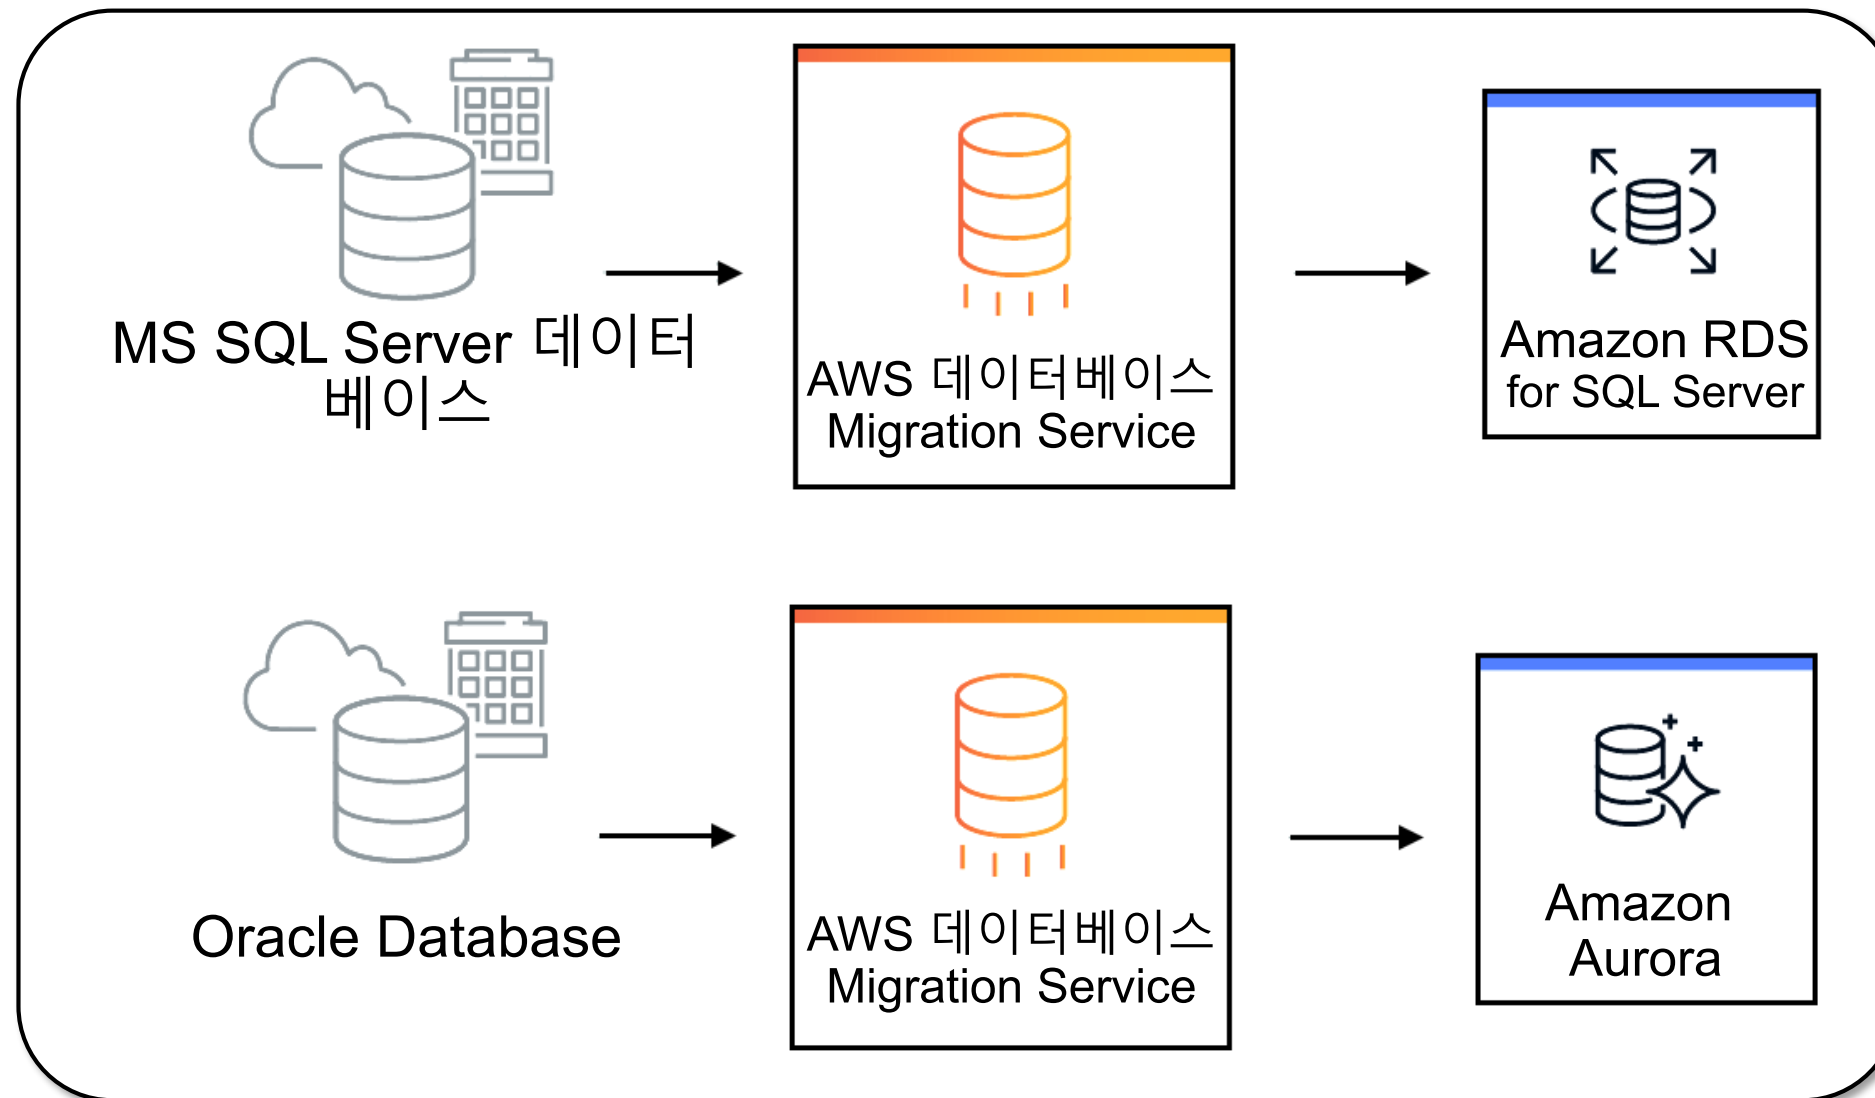 MS SQL Server 데이터
베이스
AWS 데이터베이스
Migration Service
Amazon RDS
for SQL Server
Oracle Database
AWS 데이터베이스
Migration Service
Amazon
Aurora